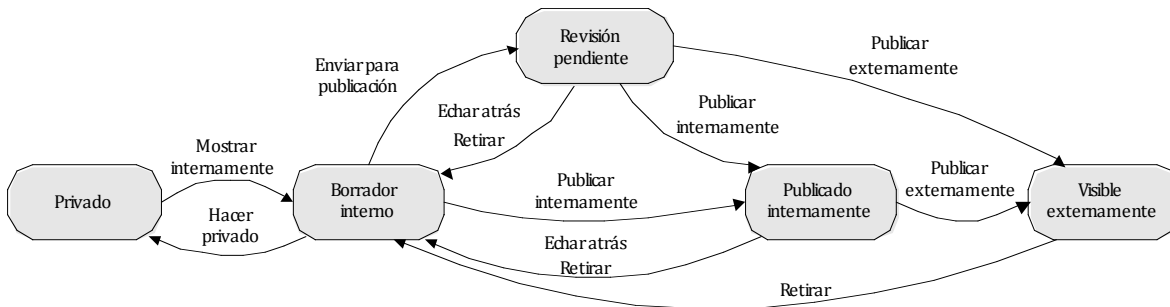 Revisión
pendiente
Publicar
externamente
Enviar para
publicación
Echar atrás
Retirar
Publicar
internamente
Mostrar
internamente
Privado
Hacer
privado
Borrador
interno
Publicar
internamente
Publicado
internamente
Publicar
externamente
Visible
externamente
Echar atrás
Retirar
Retirar